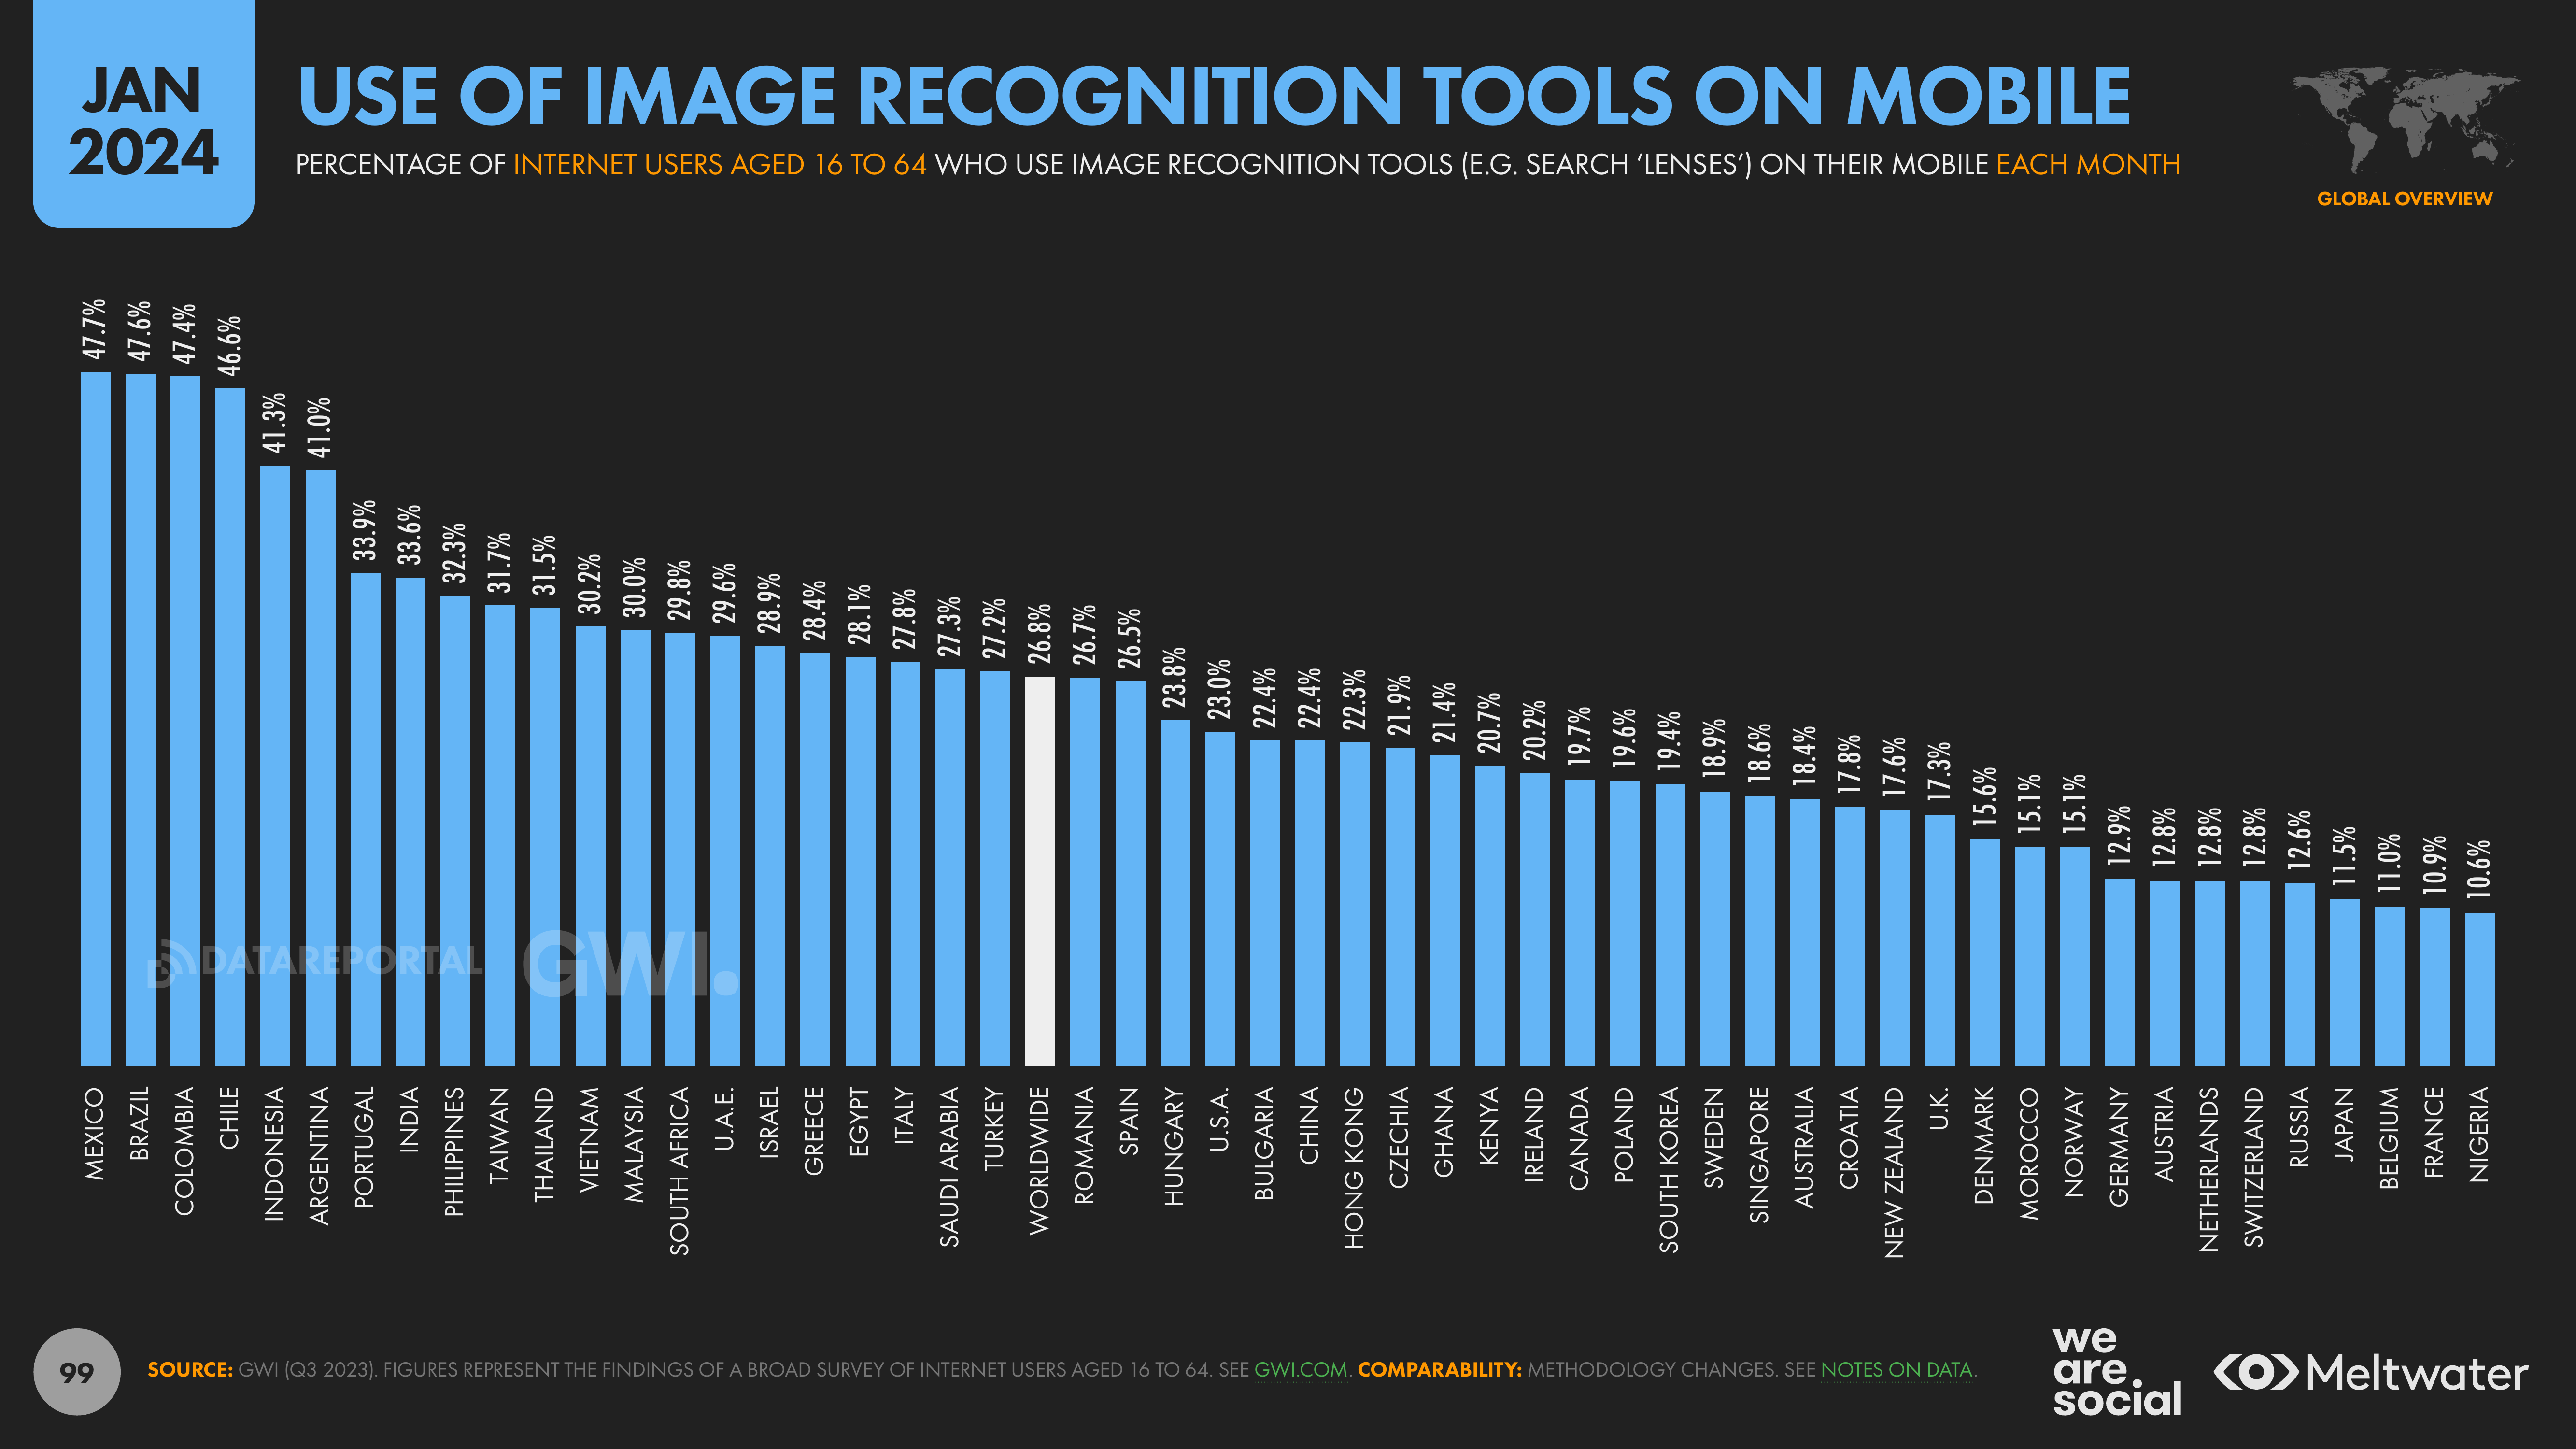 JAN
2024
USE OF IMAGE RECOGNITION TOOLS ON MOBILE
PERCENTAGE OF INTERNET USERS AGED 16 TO 64 WHO USE IMAGE RECOGNITION TOOLS (E.G. SEARCH ‘LENSES’) ON THEIR MOBILE EACH MONTH
GLOBAL OVERVIEW
47.7%
47.6%
47.4%
46.6%
41.3%
41.0%
33.9%
33.6%
32.3%
31.7%
31.5%
30.2%
30.0%
29.8%
29.6%
28.9%
28.4%
28.1%
27.8%
27.3%
27.2%
26.8%
26.7%
26.5%
23.8%
23.0%
22.4%
22.4%
22.3%
21.9%
21.4%
20.7%
20.2%
19.7%
19.6%
19.4%
18.9%
18.6%
18.4%
17.8%
17.6%
17.3%
15.6%
15.1%
15.1%
12.9%
12.8%
12.8%
12.8%
12.6%
11.5%
11.0%
10.9%
10.6%
DATAREPORTAL
GWI.
MEXICO
BRAZIL
COLOMBIA
CHILE
INDONESIA
ARGENTINA
PORTUGAL
INDIA
PHILIPPINES
TAIWAN
THAILAND
VIETNAM
MALAYSIA
SOUTH AFRICA
U.A.E.
ISRAEL
GREECE
EGYPT
ITALY
SAUDI ARABIA
TURKEY
WORLDWIDE
ROMANIA
SPAIN
HUNGARY
U.S.A.
BULGARIA
CHINA
HONG KONG
CZECHIA
GHANA
KENYA
IRELAND
CANADA
POLAND
SOUTH KOREA
SWEDEN
SINGAPORE
AUSTRALIA
CROATIA
NEW ZEALAND
U.K.
DENMARK
MOROCCO
NORWAY
GERMANY
AUSTRIA
NETHERLANDS
SWITZERLAND
RUSSIA
JAPAN
BELGIUM
FRANCE
NIGERIA
99
SOURCE: GWI (Q3 2023). FIGURES REPRESENT THE FINDINGS OF A BROAD SURVEY OF INTERNET USERS AGED 16 TO 64. SEE GWI.COM. COMPARABILITY: METHODOLOGY CHANGES. SEE NOTES ON DATA.
we
are.
social
Meltwater